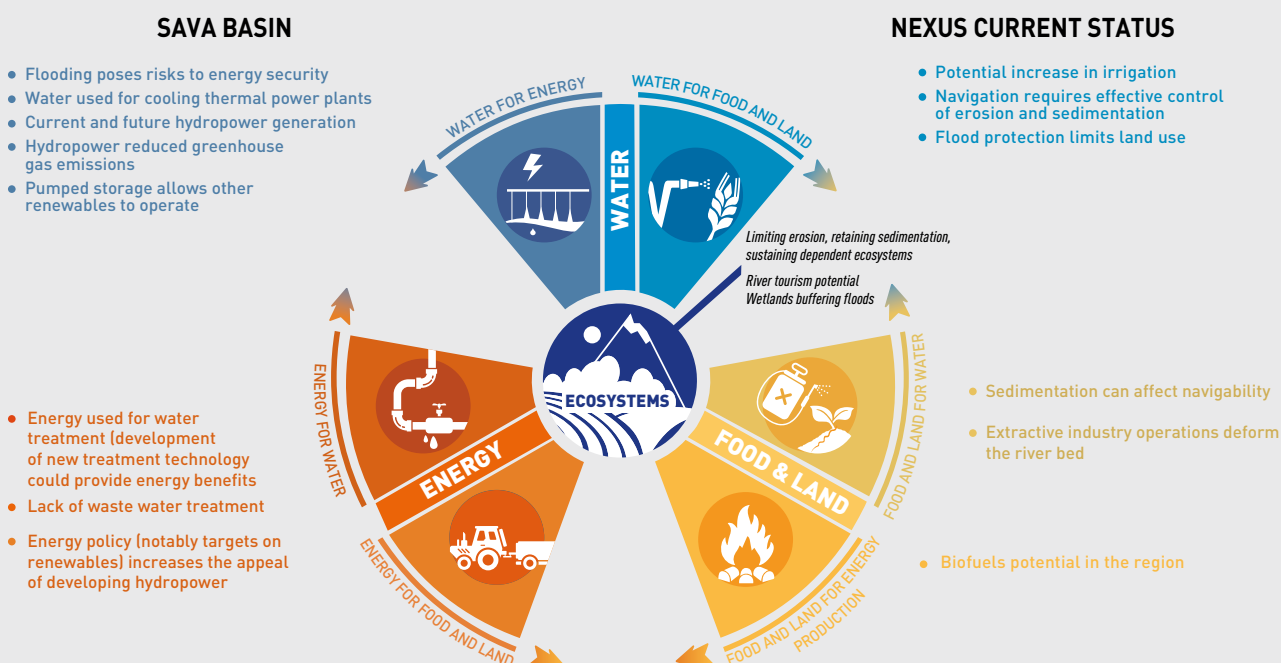 SAVA BASIN
NEXUS CURRENT STATUS
• Flooding poses risks to energy security
• Water used for cooling thermal power plants
• Current and future hydropower generation
• Hydropower reduced greenhouse
gas emissions
• Pumped storage allows other
renewables to operate
WATER FOR ENERGY
WATER FOR FOOD AND LAND
WATER
• Potential increase in irrigation
• Navigation requires effective control
of erosion and sedimentation
• Flood protection limits land use
Limiting erosion, retaining sedimentation,
sustaining dependent ecosystems
River tourism potential
Wetlands buffering floods
ECOSYSTEMS
ENERGY FOR WATER
ENERGY
ENERGY FOR FOOD AND LAND
• Energy used for water
treatment (development
of new treatment technology
could provide energy benefits
• Lack of waste water treatment
• Energy policy (notably targets on
renewables) increases the appeal
of developing hydropower
FOOD AND LAND FOR WATER
FOOD & LAND
FOOD AND LAND FOR ENERGY
PRODUCTION
• Sedimentation can affect navigability
• Extractive industry operations deform
the river bed
• Biofuels potential in the region